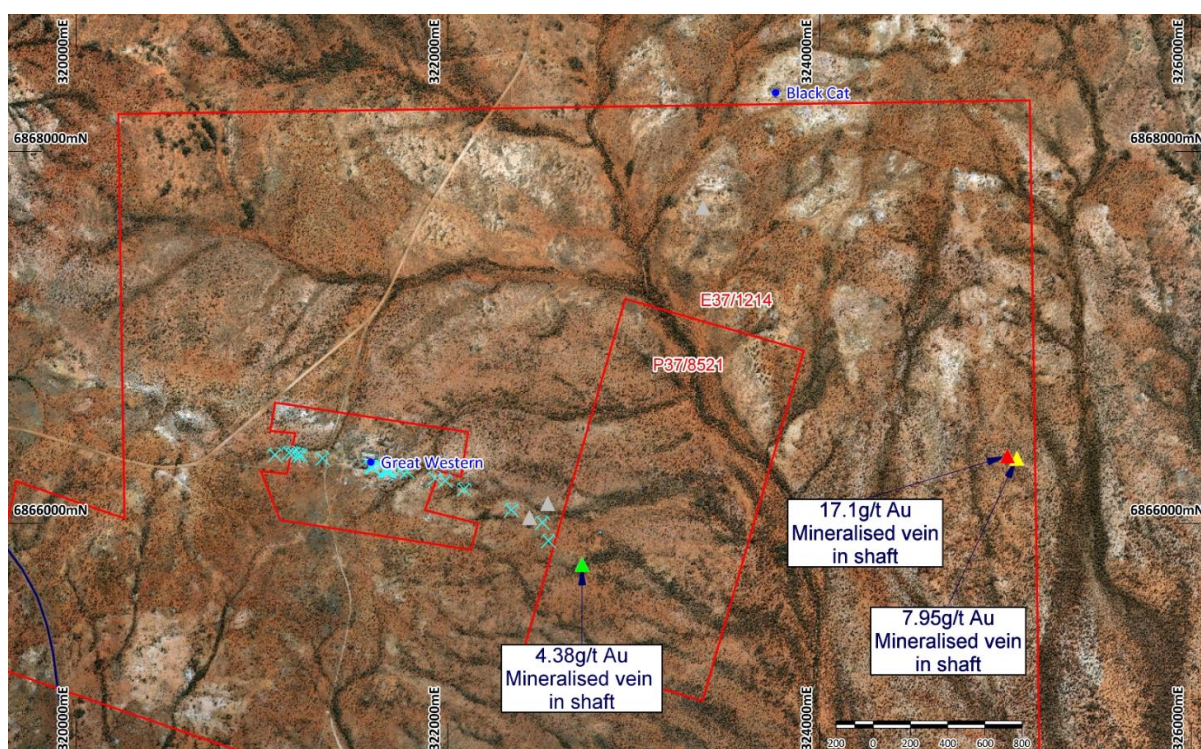 320000mE
322000mE
324000mE
326000mE
Black Cat
6868000mN
6868000mN
E37/1214
P37/8521
Great Western
6866000mN
6866000mN
17.1g/t Au
Mineralised vein
in shaft
7.95g/t Au
Mineralised vein
in shaft
4.38g/t Au
Mineralised vein
in shaft
320000mE
322000mE
324000mE
326000mE
200 0 200 400 600 800